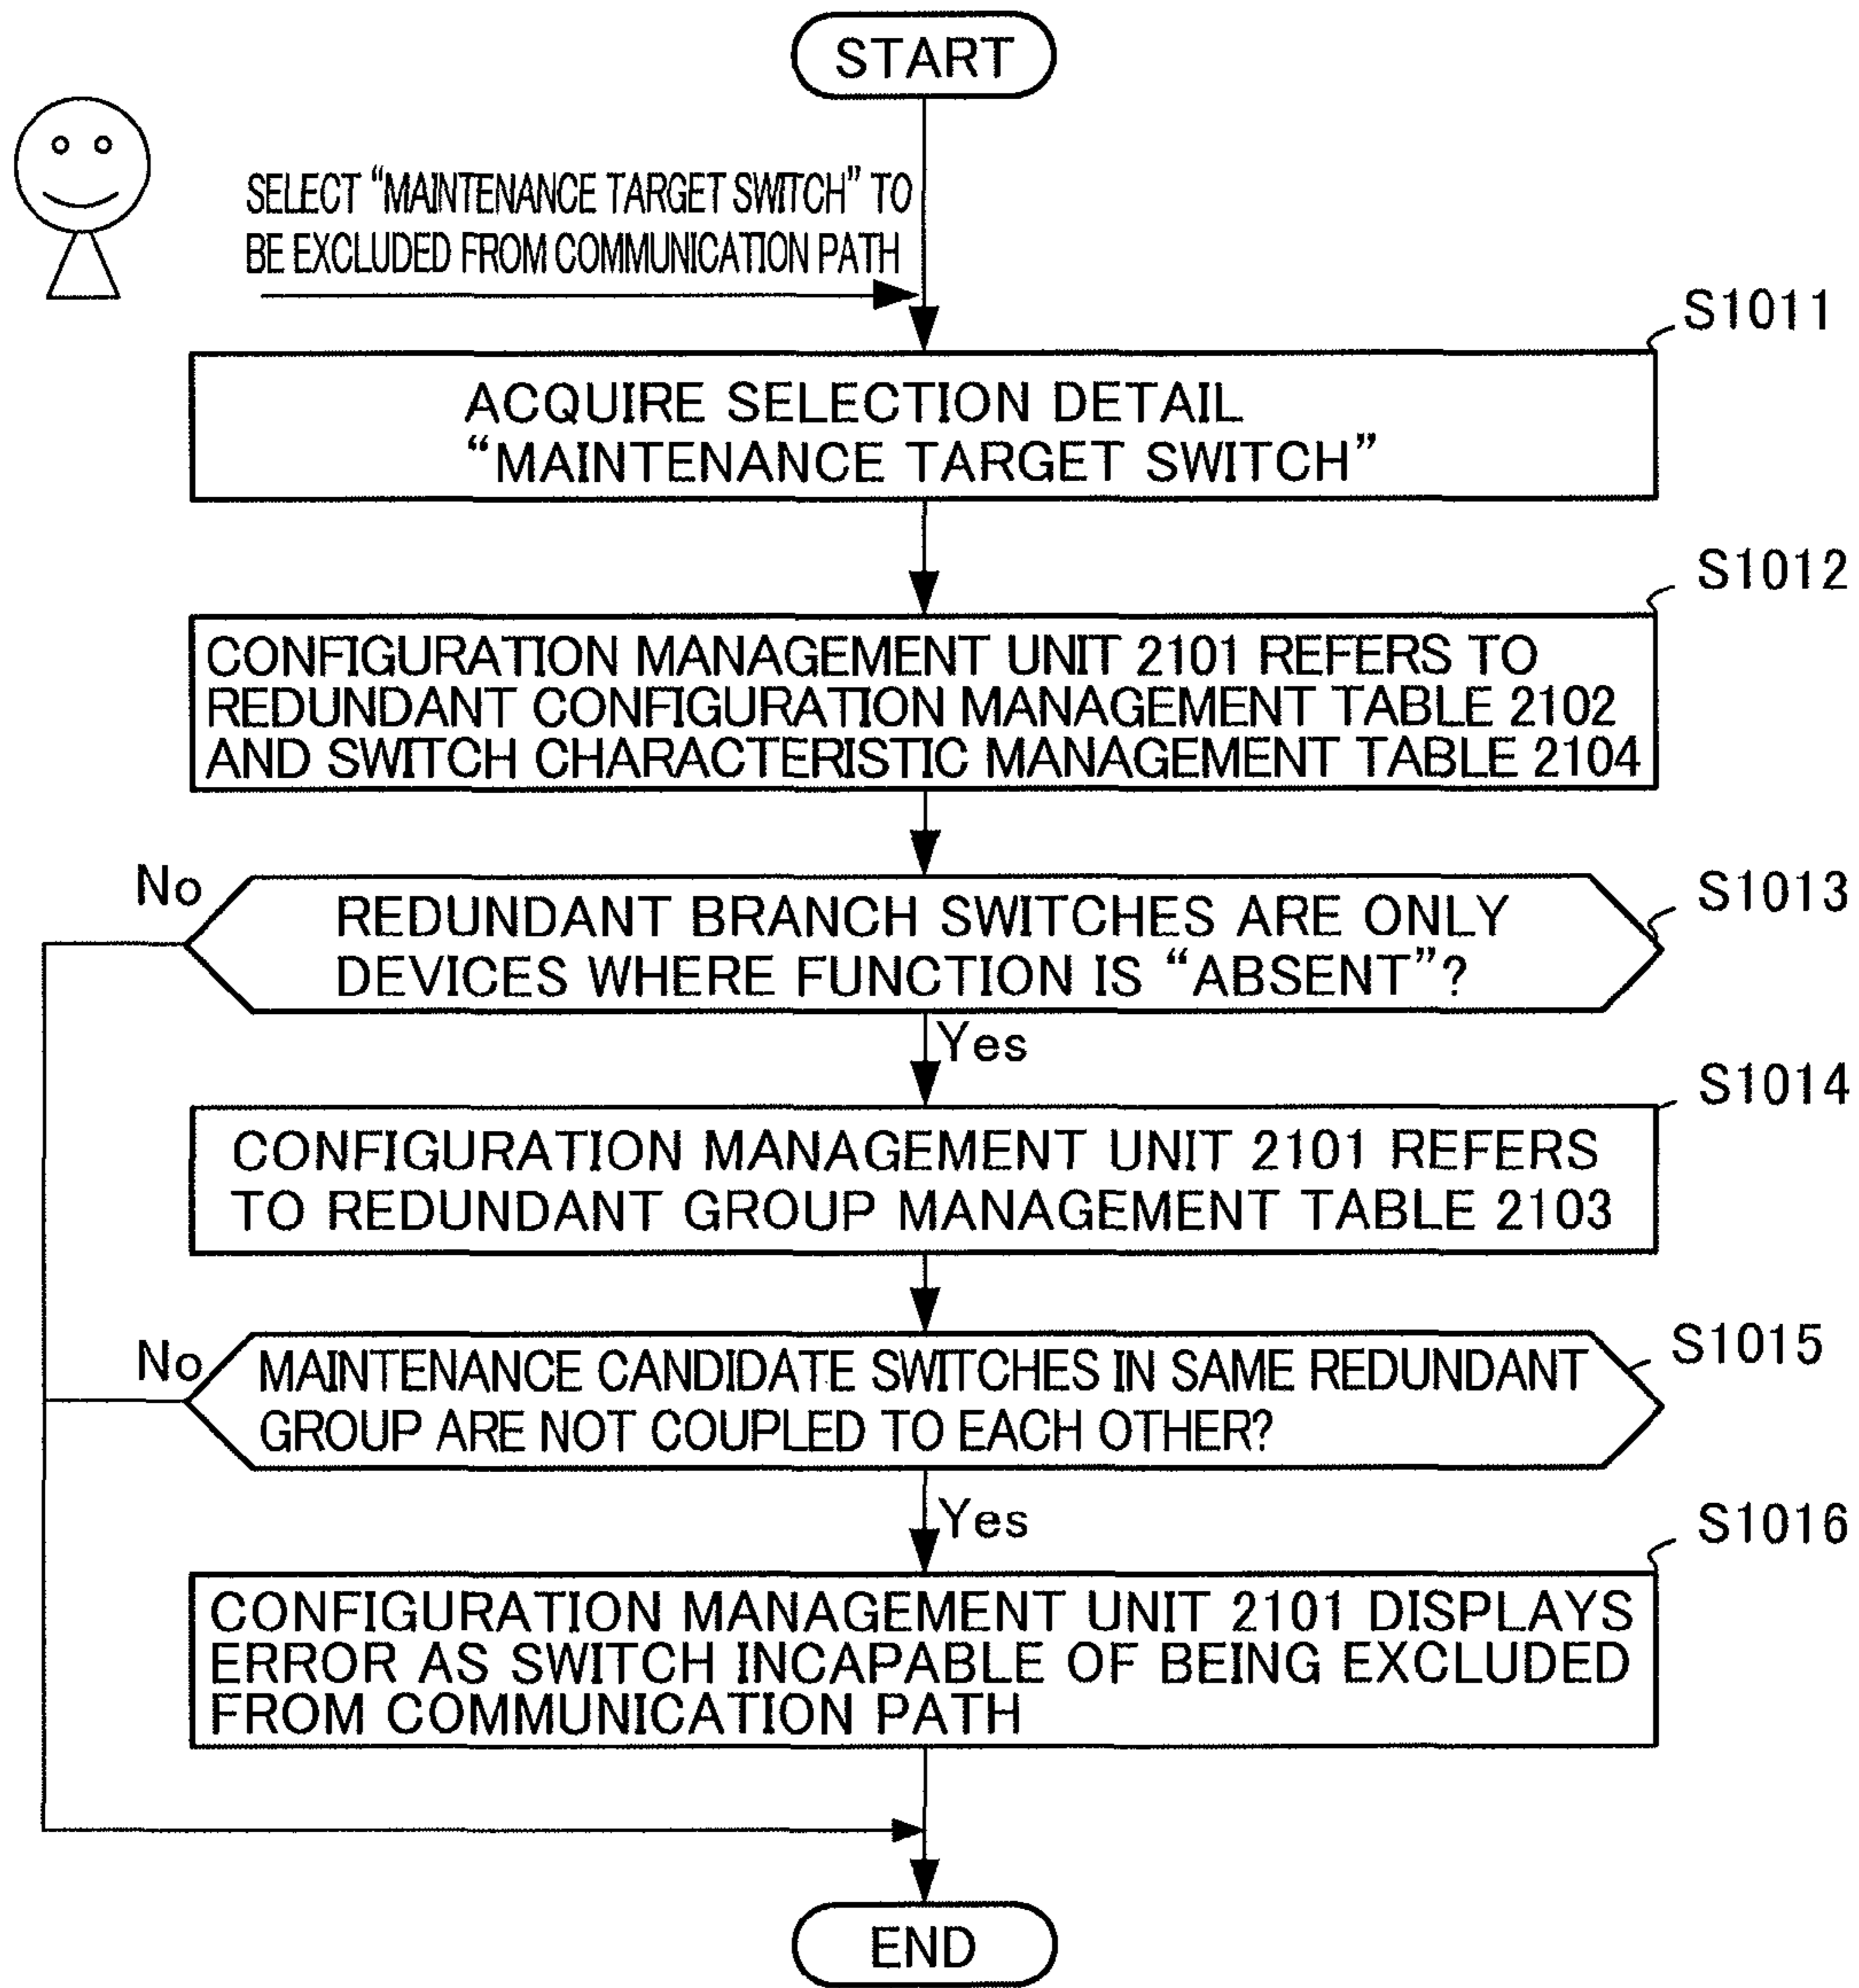 START
SELECT “MAINTENANCE TARGET SWITCH” TO
BE EXCLUDED FROM COMMUNICATION PATH
S1011
ACQUIRE SELECTION DETAIL
“MAINTENANCE TARGET SWITCH”
S1012
CONFIGURATION MANAGEMENT UNIT 2101 REFERS TO
REDUNDANT CONFIGURATION MANAGEMENT TABLE 2102
AND SWITCH CHARACTERISTIC MANAGEMENT TABLE 2104
No
S1013
REDUNDANT BRANCH SWITCHES ARE ONLY
DEVICES WHERE FUNCTION IS “ABSENT”?
Yes
S1014
CONFIGURATION MANAGEMENT UNIT 2101 REFERS
TO REDUNDANT GROUP MANAGEMENT TABLE 2103
No
S1015
MAINTENANCE CANDIDATE SWITCHES IN SAME REDUNDANT
GROUP ARE NOT COUPLED TO EACH OTHER?
Yes
S1016
CONFIGURATION MANAGEMENT UNIT 2101 DISPLAYS
ERROR AS SWITCH INCAPABLE OF BEING EXCLUDED
FROM COMMUNICATION PATH
END